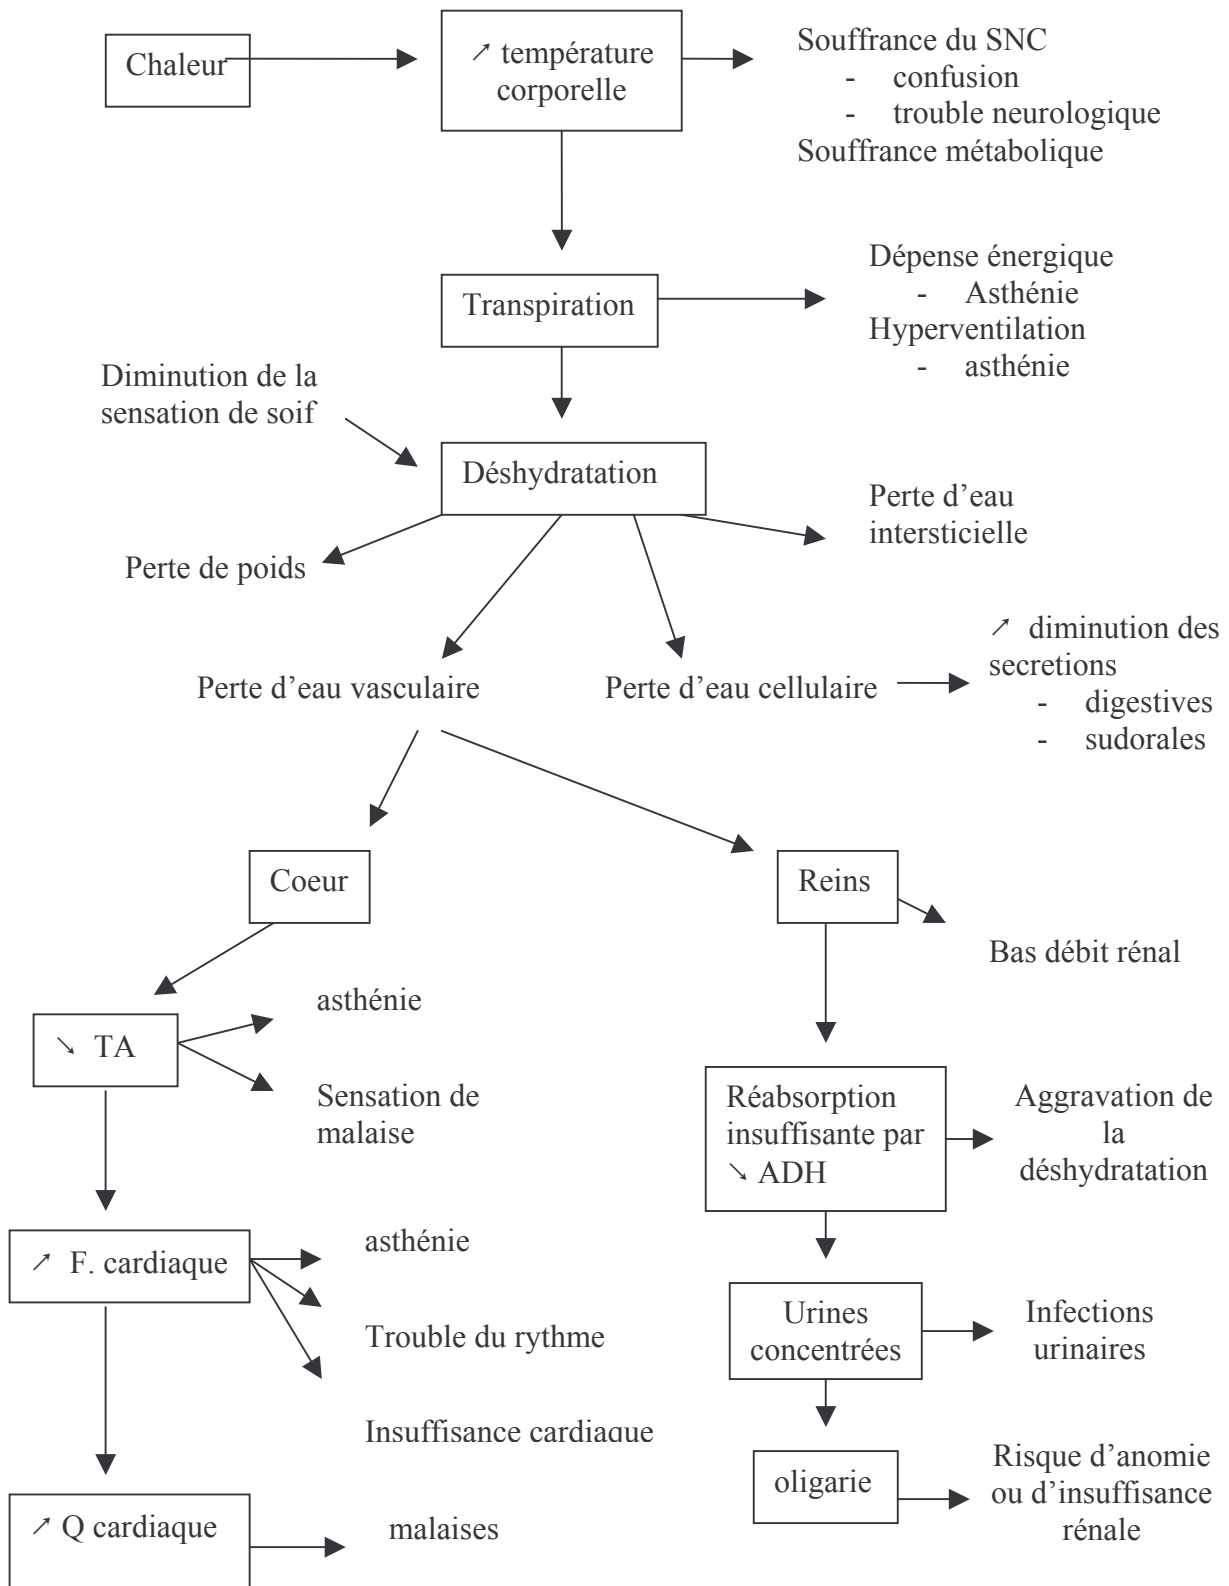 Chaleur
↗ température
corporelle
Souffrance du SNC
- confusion
- trouble neurologique
Souffrance métabolique
Transpiration
Dépense énergique
- Asthénie
Hyperventilation
- asthénie
Diminution de la
sensation de soif
Déshydratation
Perte d’eau
intersticielle
Perte de poids
Perte d’eau vasculaire
Perte d’eau cellulaire
↗ diminution des
secretions
- digestives
- sudorales
Coeur
Reins
Bas débit rénal
↘ TA
asthénie
Sensation de
malaise
Réabsorption
insuffisante par
↘ ADH
Aggravation de
la
déshydratation
↗ F. cardiaque
asthénie
Trouble du rythme
Insuffisance cardiaque
Urines
concentrées
Infections
urinaires
oligarie
Risque d’anomie
ou d’insuffisance
rénale
↗ Q cardiaque
malaises